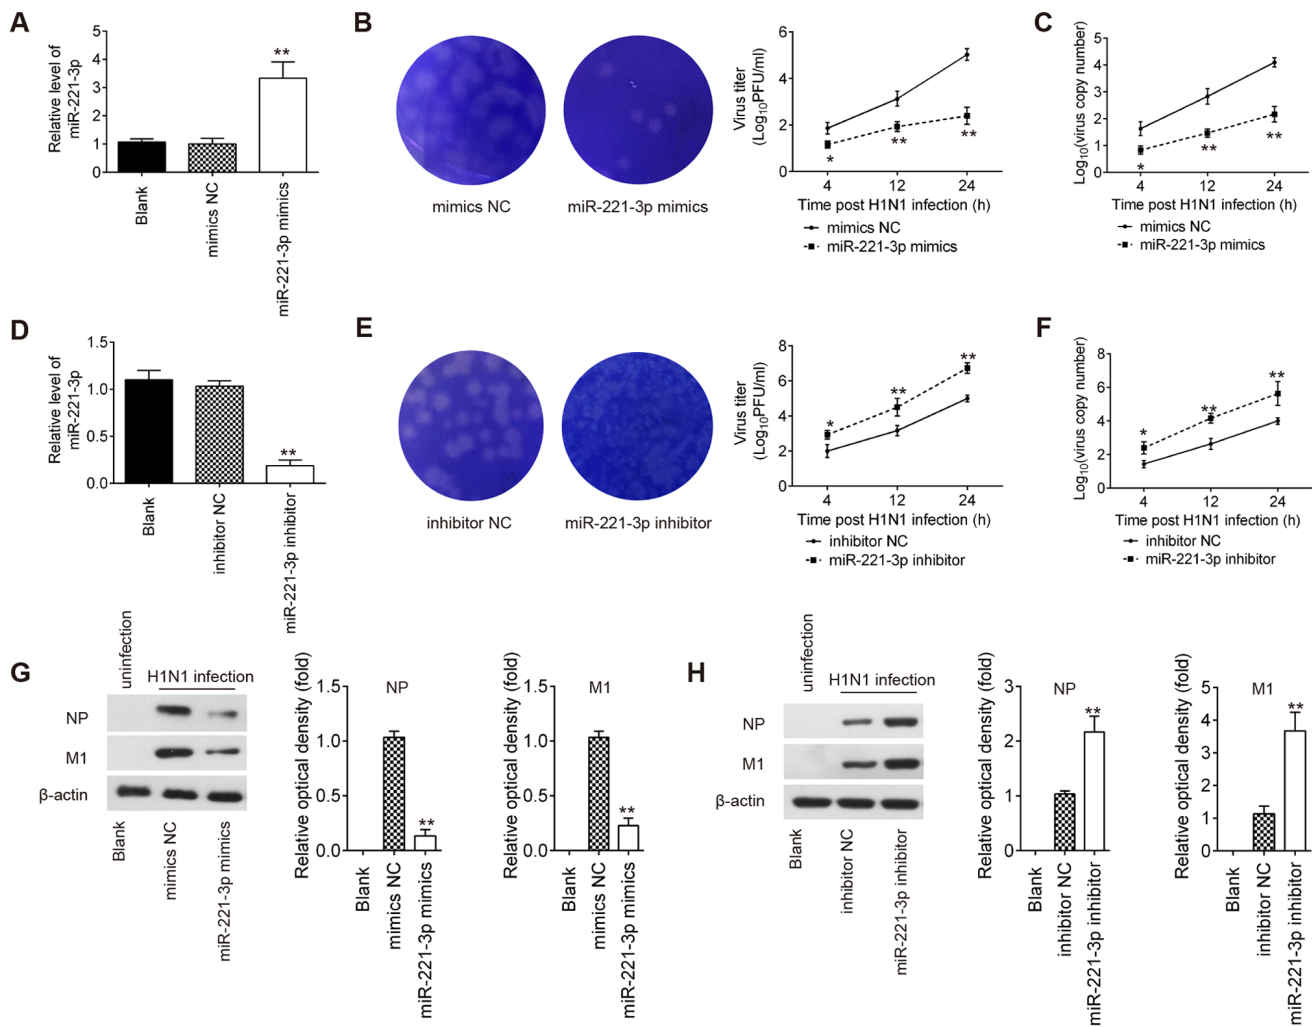 A
Relative level of
miR-221-3p
5
4
3
2
1
0
**
Blank
mimics NC
miR-221-3p mimics
B
mimics NC
miR-221-3p mimics
Virus titer
(Log10PFU/ml)
6
4
2
0
*
**
**
4
12
24
Time post H1N1 infection (h)
mimics NC
miR-221-3p mimics
C
Log10(virus copy number)
5
4
3
2
1
0
*
**
**
4
12
24
Time post H1N1 infection (h)
mimics NC
miR-221-3p mimics
D
Relative level of
miR-221-3p
1.5
1.0
0.5
0.0
**
Blank
inhibitor NC
miR-221-3p inhibitor
E
inhibitor NC
miR-221-3p inhibitor
Virus titer
(Log10PFU/ml)
8
6
4
2
0
*
**
**
4
12
24
Time post H1N1 infection (h)
inhibitor NC
miR-221-3p inhibitor
F
Log10(virus copy number)
8
6
4
2
0
*
**
**
4
12
24
Time post H1N1 infection (h)
inhibitor NC
miR-221-3p inhibitor
G
uninfection
H1N1 infection
NP
M1
β-actin
Blank
mimics NC
miR-221-3p mimics
Relative optical density (fold)
NP
1.5
1.0
0.5
0.0
**
Blank
mimics NC
miR-221-3p mimics
Relative optical density (fold)
M1
1.5
1.0
0.5
0.0
**
Blank
mimics NC
miR-221-3p mimics
H
uninfection
H1N1 infection
NP
M1
β-actin
Blank
inhibitor NC
miR-221-3p inhibitor
Relative optical density (fold)
NP
3
2
1
0
**
Blank
inhibitor NC
miR-221-3p inhibitor
Relative optical density (fold)
M1
5
4
3
2
1
0
**
Blank
inhibitor NC
miR-221-3p inhibitor